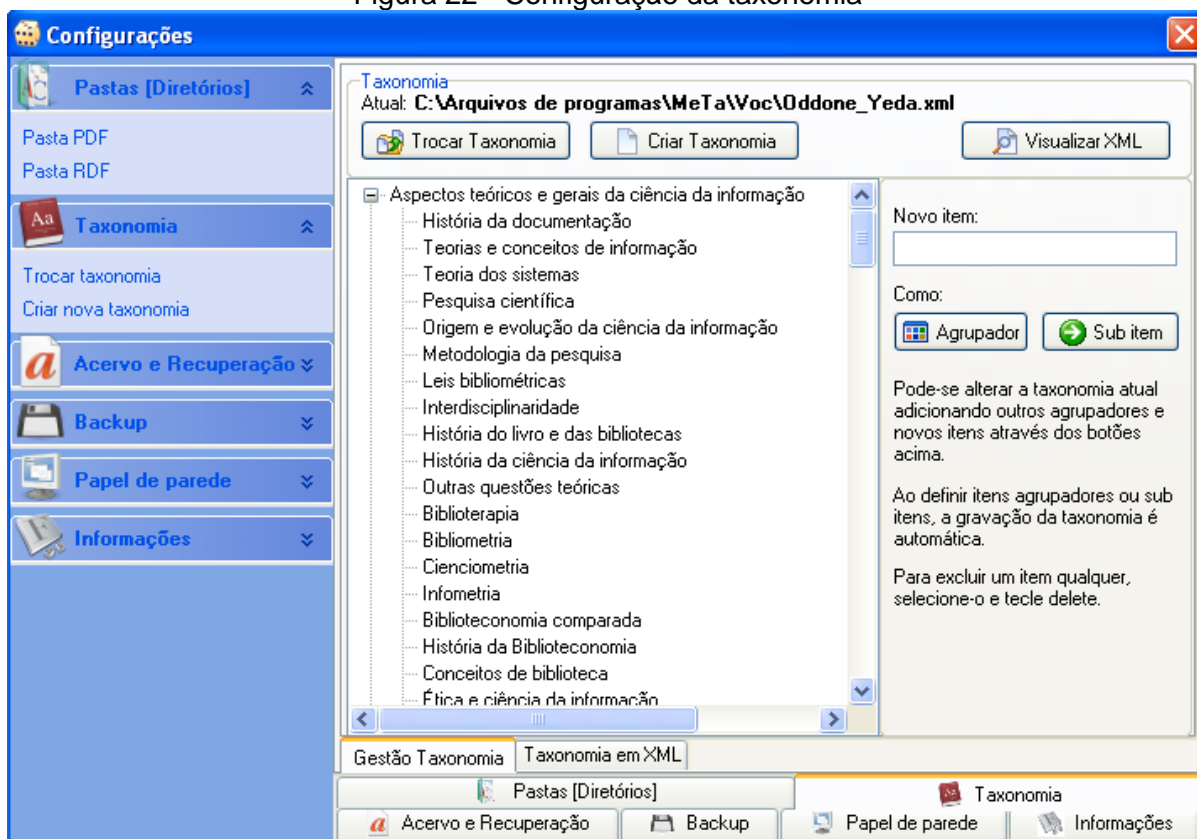 Figura 22 - Configuração da taxonomia
Configurações
Pastas [Diretórios]
Pasta PDF
Pasta RDF
Taxonomia
Trocar taxonomia
Criar nova taxonomia
Acervo e Recuperação
Backup
Papel de parede
Informações
Taxonomia
Atual: C:\Arquivos de programas\MeTa\Voc\Oddone_Yeda.xml
Trocar Taxonomia Criar Taxonomia Visualizar XML
Aspectos teóricos e gerais da ciência da informação
História da documentação
Teorias e conceitos de informação
Teoria dos sistemas
Pesquisa científica
Origem e evolução da ciência da informação
Metodologia da pesquisa
Leis bibliométricas
Interdisciplinaridade
História do livro e das bibliotecas
História da ciência da informação
Outras questões teóricas
Biblioterapia
Bibliometria
Cienciometria
Infometria
Biblioteconomia comparada
História da Biblioteconomia
Conceitos de biblioteca
Ética e ciência da informação
Novo item:
Como:
Agrupador Sub item
Pode-se alterar a taxonomia atual
adicionando outros agrupadores e
novos itens através dos botões
acima.
Ao definir itens agrupadores ou sub
itens, a gravação da taxonomia é
automática.
Para excluir um item qualquer,
selecione-o e tecle delete.
Gestão Taxonomia Taxonomia em XML
Pastas [Diretórios] Taxonomia
Acervo e Recuperação Backup Papel de parede Informações